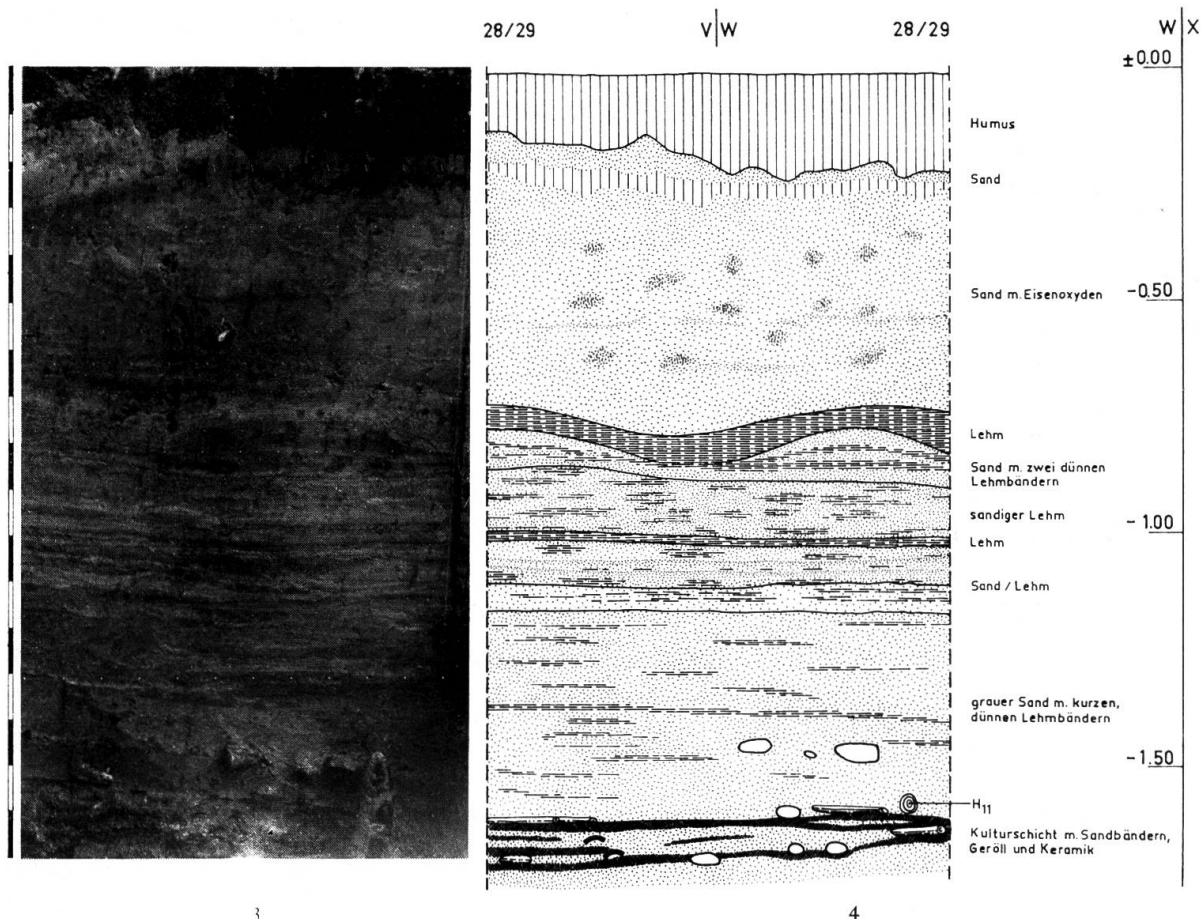 28/29 V|W 28/29 W|X
±0.00
Humus
Sand
Sand m. Eisenoxyden
-0.50
Lehm
Sand m. zwei dünnen
Lehmbändern
sandiger Lehm
-1.00
Lehm
Sand / Lehm
grauer Sand m. kurzen,
dünnen Lehmbändern
-1.50
H11
Kulturschicht m. Sandbändern,
Geröll und Keramik
3 4